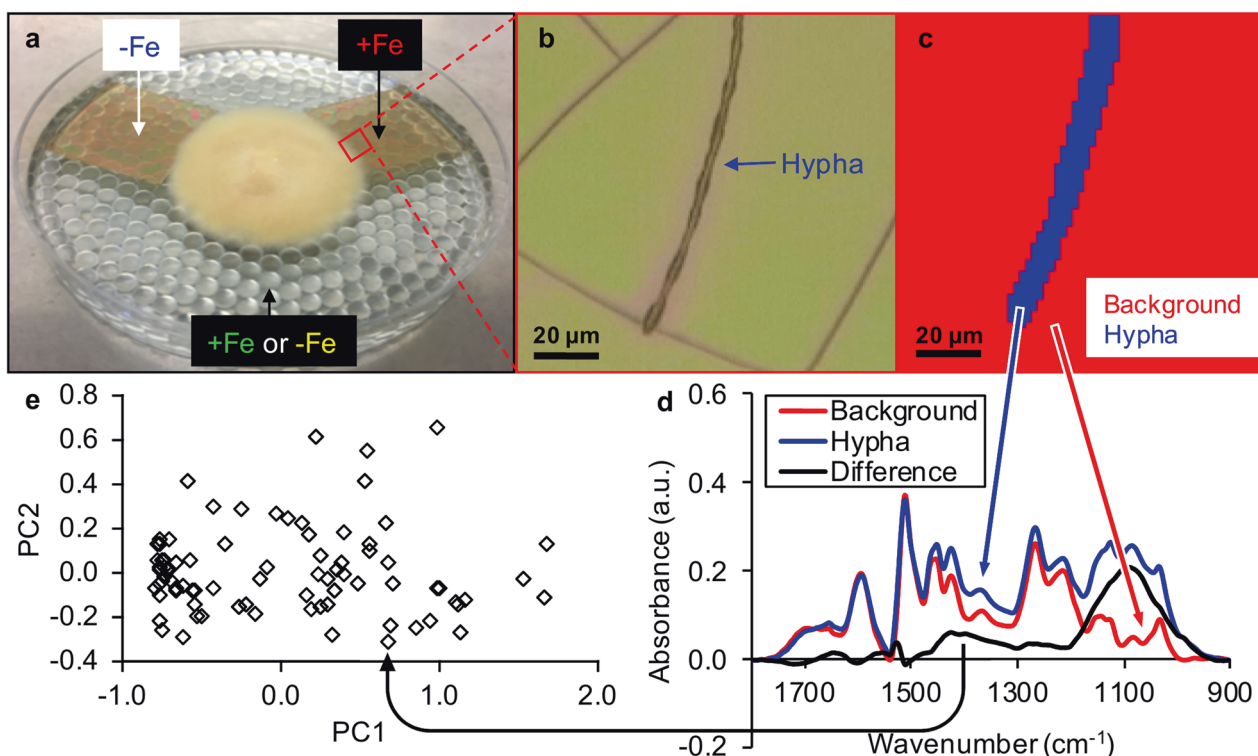 a
-Fe
+Fe
+Fe or -Fe
b
Hypha
20 µm
c
Background
Hypha
20 µm
e
0.8
0.6
0.4
0.2
0.0
-0.2
-0.4
-1.0 0.0 1.0 2.0
PC2
PC1
d
0.6
0.4
0.2
0.0
-0.2
Background
Hypha
Difference
Absorbance (a.u.)
1700 1500 1300 1100 900
Wavenumber (cm⁻¹)